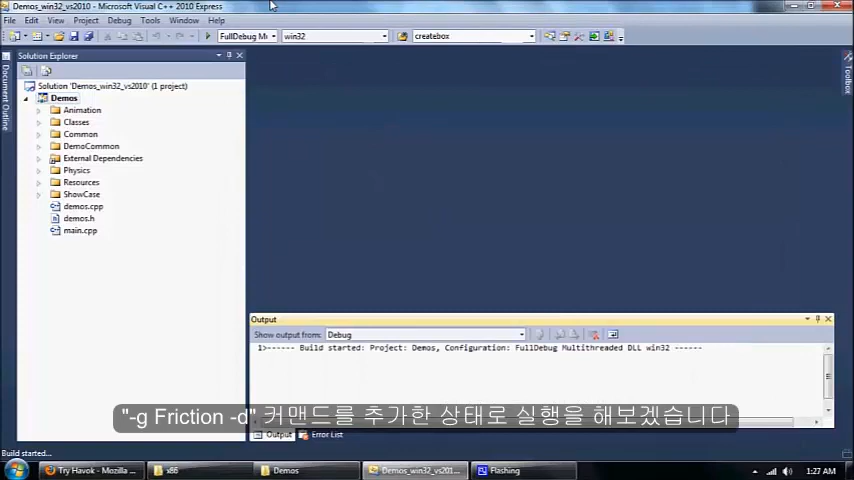 Demos_win32_vs2010 - Microsoft Visual C++ 2010 Express
File Edit View Project Debug Tools Window Help
FullDebug Mu win32 createbox
Solution Explorer
Document Outline
Toolbox
Solution 'Demos_win32_vs2010' (1 project)
Demos
Animation
Classes
Common
DemoCommon
External Dependencies
Physics
Resources
ShowCase
demos.cpp
demos.h
main.cpp
Output
Show output from: Debug
1>------ Build started: Project: Demos, Configuration: FullDebug Multithreaded DLL win32 ------
"-g Friction -d" 커맨드를 추가한 상태로 실행을 해보겠습니다
Output Error List
Build started...
Try Havok - Mozilla ... x86 Demos Demos_win32_vs201... Flashing 1:27 AM